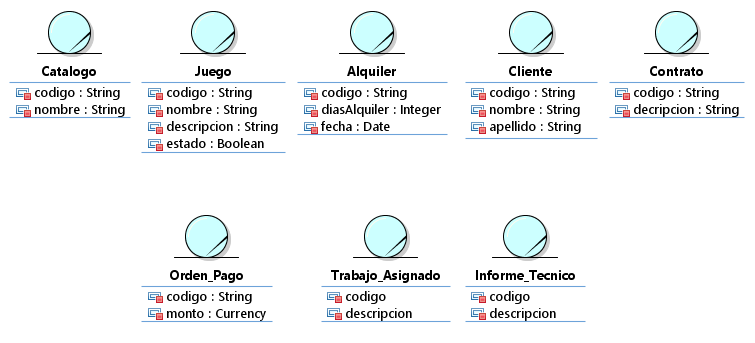 Catalogo
codigo : String
nombre : String
Juego
codigo : String
nombre : String
descripcion : String
estado : Boolean
Alquiler
codigo : String
diasAlquiler : Integer
fecha : Date
Cliente
codigo : String
nombre : String
apellido : String
Contrato
codigo : String
decripcion : String
Orden_Pago
codigo : String
monto : Currency
Trabajo_Asignado
codigo
descripcion
Informe_Tecnico
codigo
descripcion